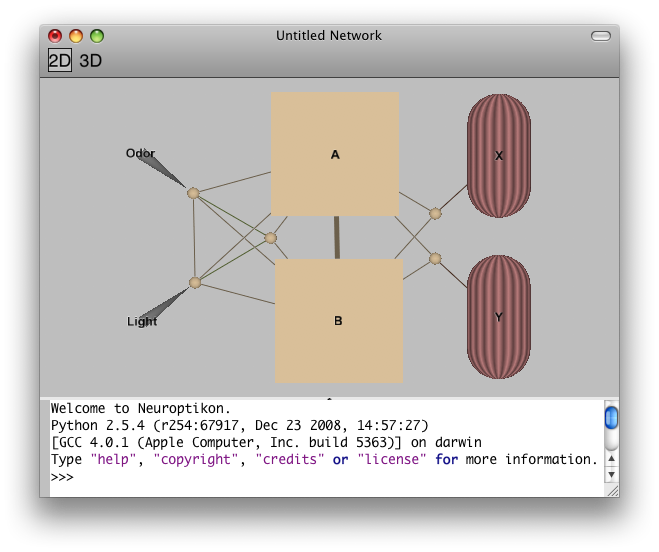 Untitled Network
2D 3D
Odor
A
X
Light
B
Y
Welcome to Neuroptikon.
Python 2.5.4 (r254:67917, Dec 23 2008, 14:57:27)
[GCC 4.0.1 (Apple Computer, Inc. build 5363)] on darwin
Type "help", "copyright", "credits" or "license" for more information.
>>>